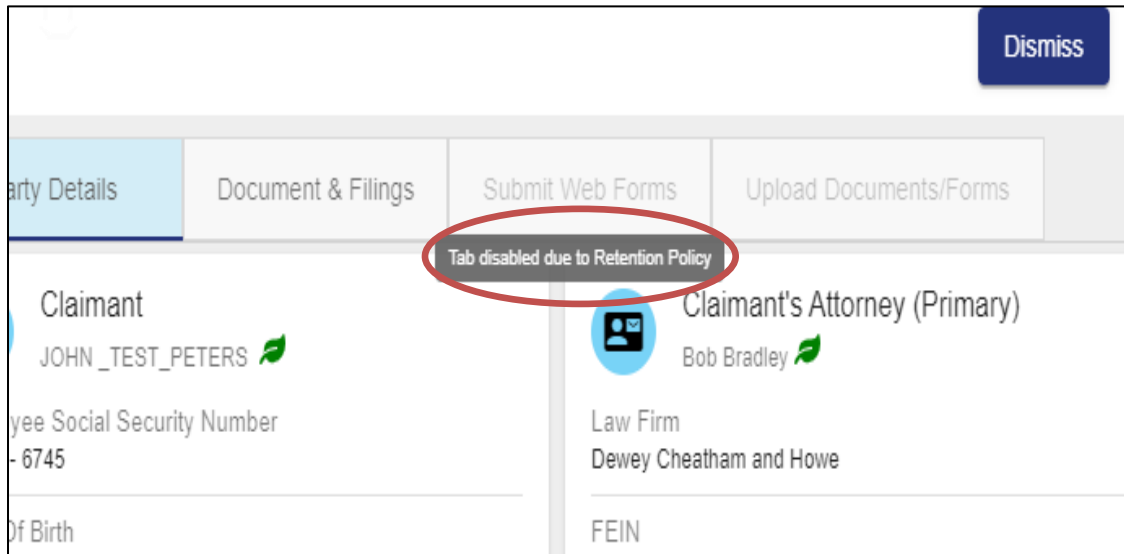 Dismiss
arty Details
Document & Filings
Submit Web Forms
Upload Documents/Forms
Tab disabled due to Retention Policy
Claimant
JOHN _TEST_PETERS
yee Social Security Number
- 6745
Of Birth
Claimant's Attorney (Primary)
Bob Bradley
Law Firm
Dewey Cheatham and Howe
FEIN